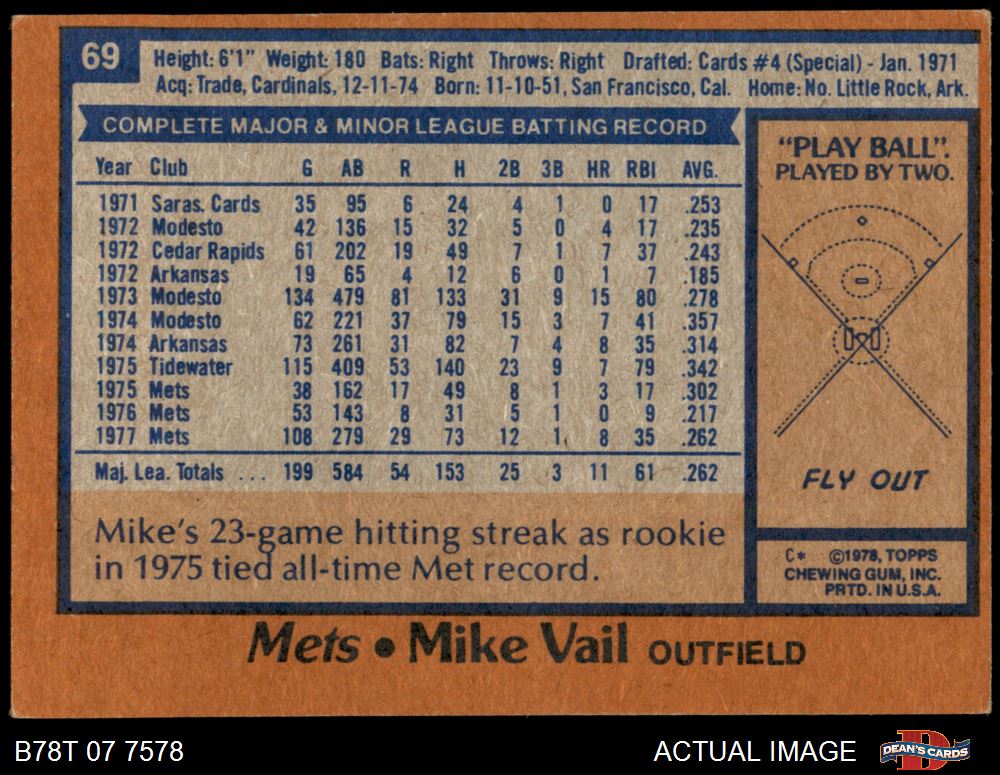 69
Height: 6'1" Weight: 180 Bats: Right Throws: Right Drafted: Cards #4 (Special) - Jan. 1971
Acq: Trade, Cardinals, 12-11-74 Born: 11-10-51, San Francisco, Cal. Home: No. Little Rock, Ark.
COMPLETE MAJOR & MINOR LEAGUE BATTING RECORD
Year Club G AB R H 2B 3B HR RBI AVG.
1971 Saras. Cards 35 95 6 24 4 1 0 17 .253
1972 Modesto 42 136 15 32 5 0 4 17 .235
1972 Cedar Rapids 61 202 19 49 7 1 7 37 .243
1972 Arkansas 19 65 4 12 6 0 1 7 .185
1973 Modesto 134 479 81 133 31 9 15 80 .278
1974 Modesto 62 221 37 79 15 3 7 41 .357
1974 Arkansas 73 261 31 82 7 4 8 35 .314
1975 Tidewater 115 409 53 140 23 9 7 79 .342
1975 Mets 38 162 17 49 8 1 3 17 .302
1976 Mets 53 143 8 31 5 1 0 9 .217
1977 Mets 108 279 29 73 12 1 8 35 .262
Maj. Lea. Totals ... 199 584 54 153 25 3 11 61 .262
Mike's 23-game hitting streak as rookie
in 1975 tied all-time Met record.
"PLAY BALL".
PLAYED BY TWO.
FLY OUT
C* ©1978, TOPPS
CHEWING GUM, INC.
PRTD. IN U.S.A.
Mets • Mike Vail OUTFIELD
B78T 07 7578
ACTUAL IMAGE
DEAN'S CARDS